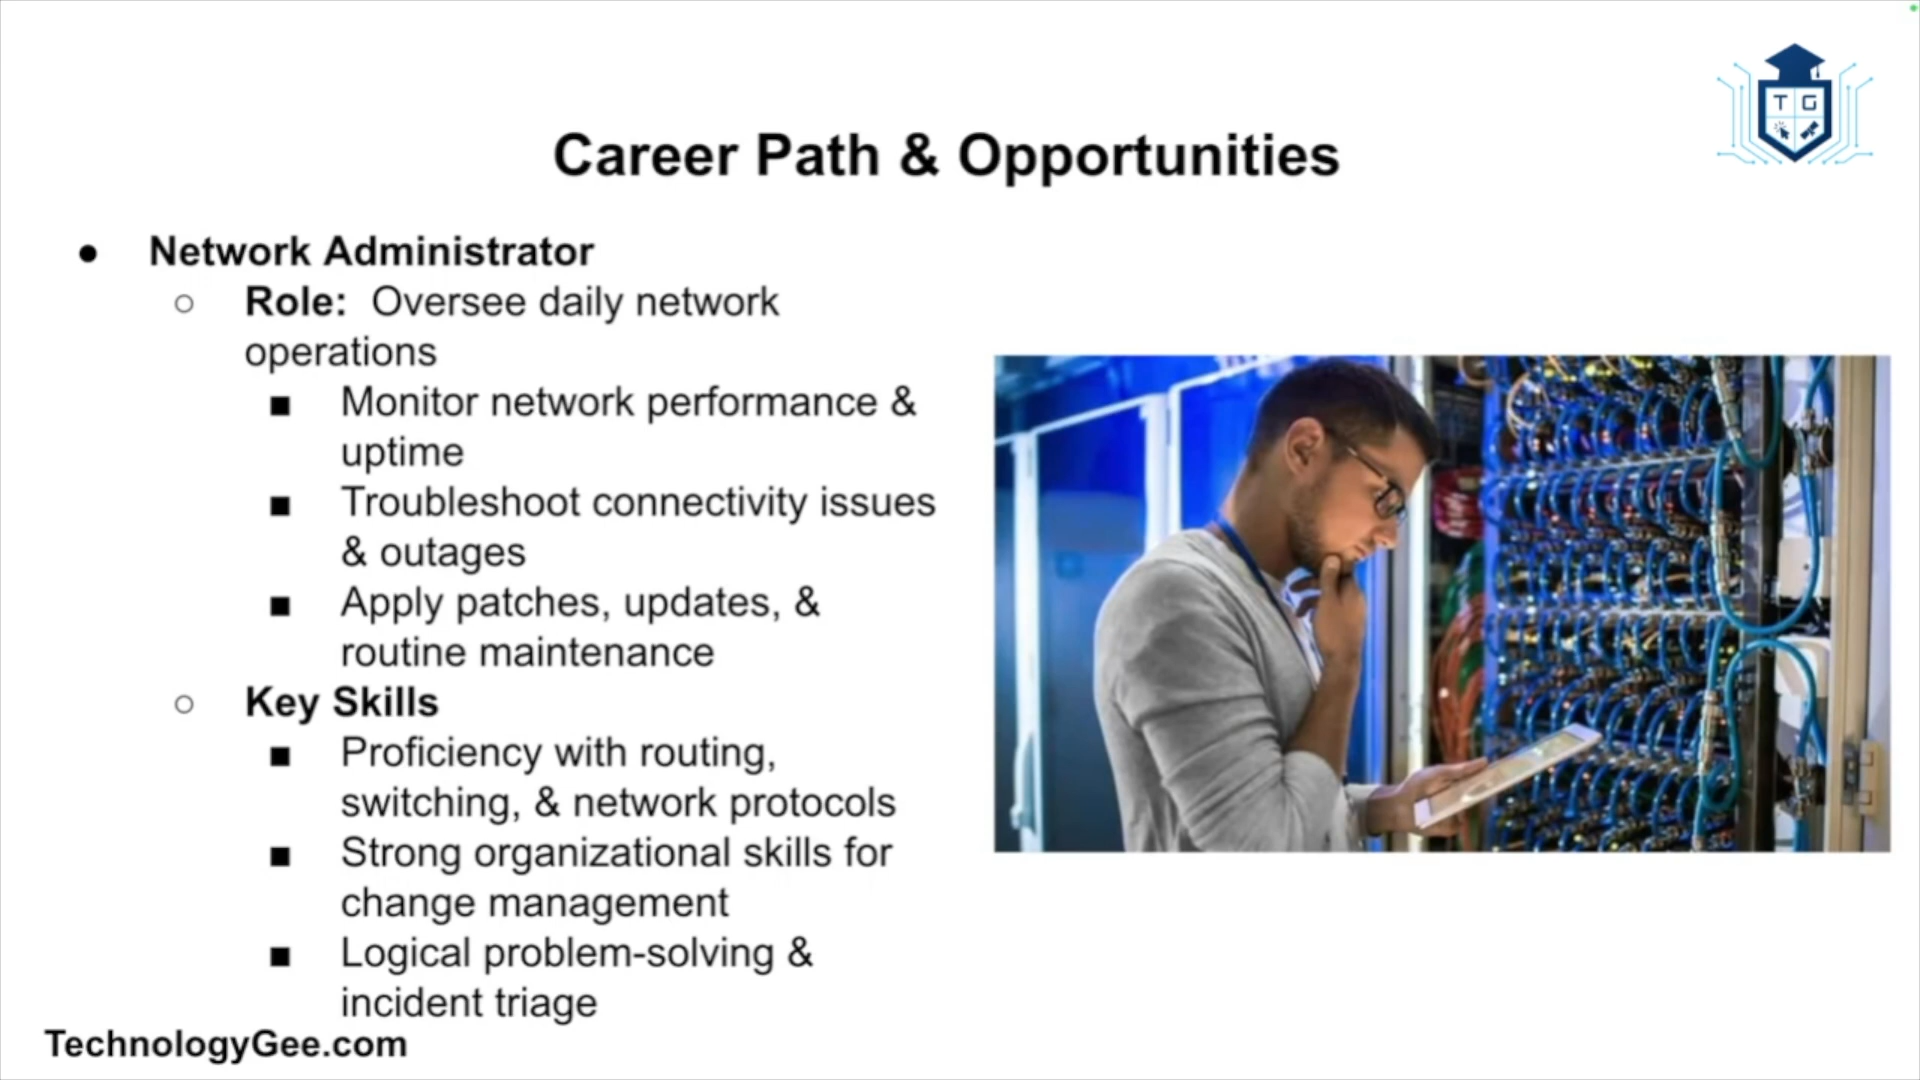 T G
Career Path & Opportunities
● Network Administrator
○ Role: Oversee daily network
operations
■ Monitor network performance &
uptime
■ Troubleshoot connectivity issues
& outages
■ Apply patches, updates, &
routine maintenance
○ Key Skills
■ Proficiency with routing,
switching, & network protocols
■ Strong organizational skills for
change management
■ Logical problem-solving &
incident triage
TechnologyGee.com